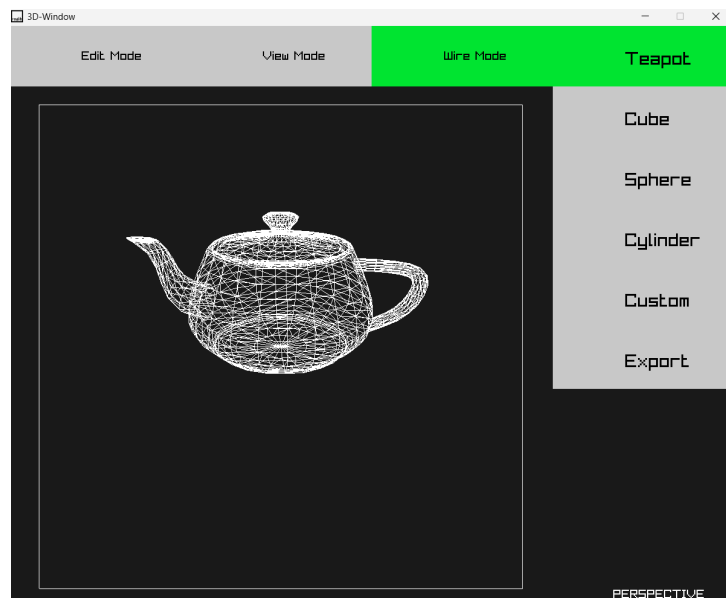 3D-Window
Edit Mode View Mode Wire Mode Teapot
Cube
Sphere
Cylinder
Custom
Export
PERSPECTIVE